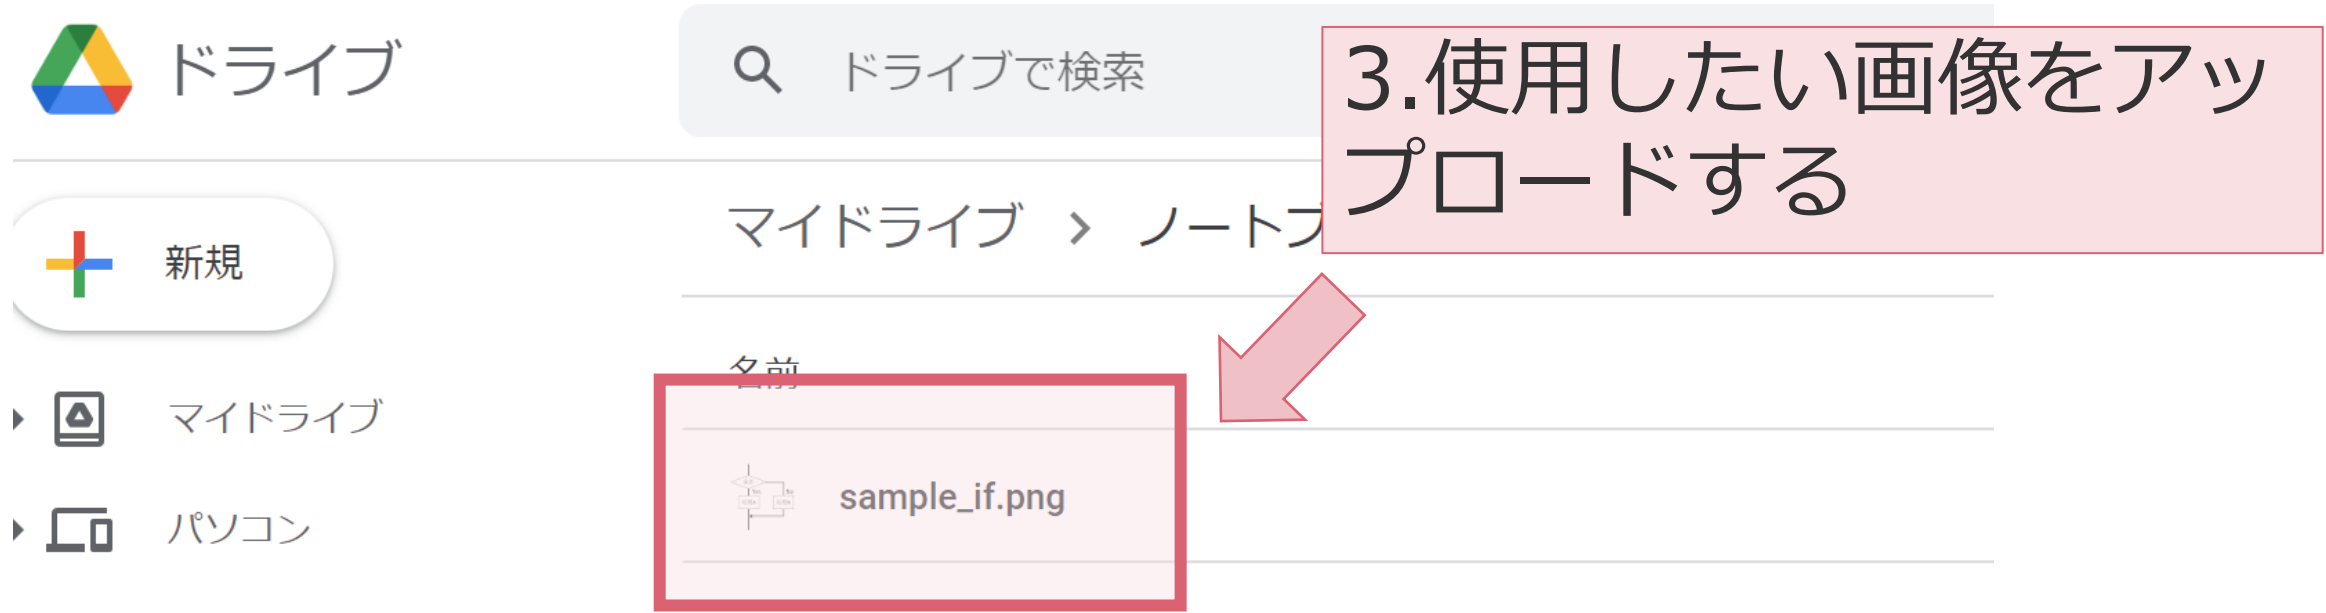 ドライブ
ドライブで検索
3.使用したい画像をアッ
プロードする
新規
マイドライブ > ノートブ
名前
マイドライブ
sample_if.png
パソコン